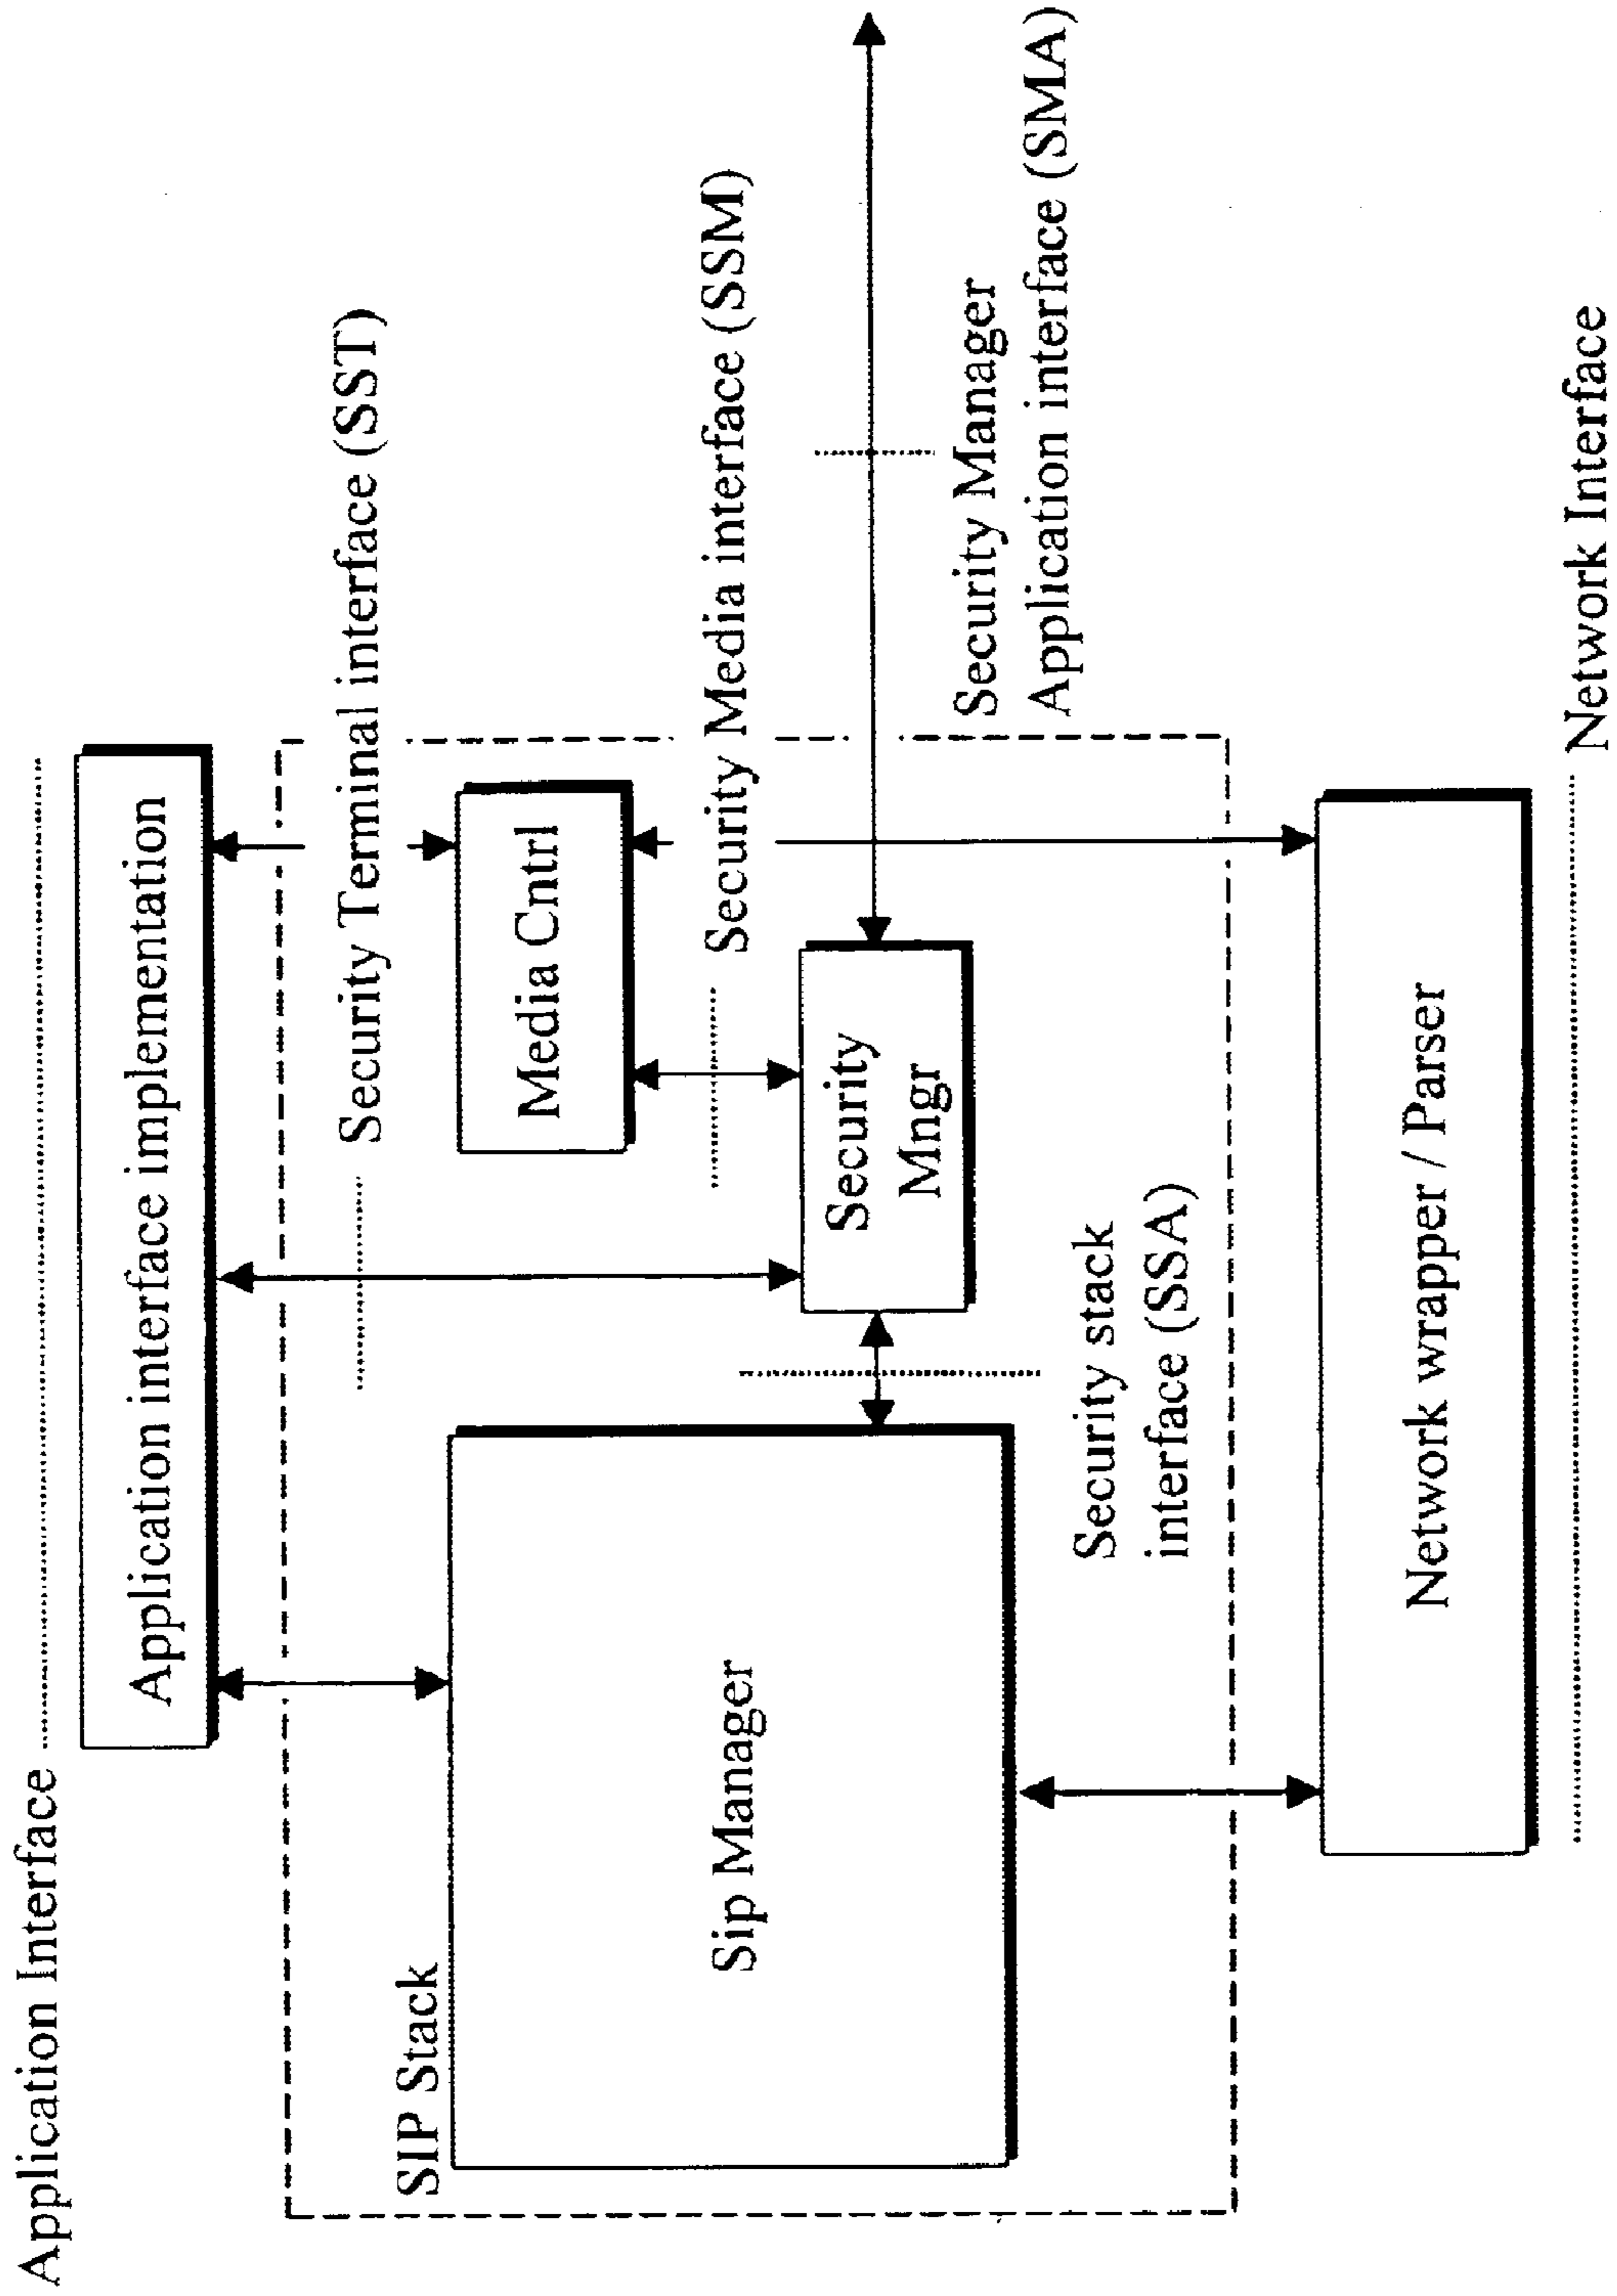 Application Interface
Application interface implementation
Security Terminal interface (SST)
SIP Stack
Media Cntrl
Security Media interface (SSM)
Sip Manager
Security
Mngr
Security Manager
Application interface (SMA)
Security stack
interface (SSA)
Network wrapper / Parser
Network Interface